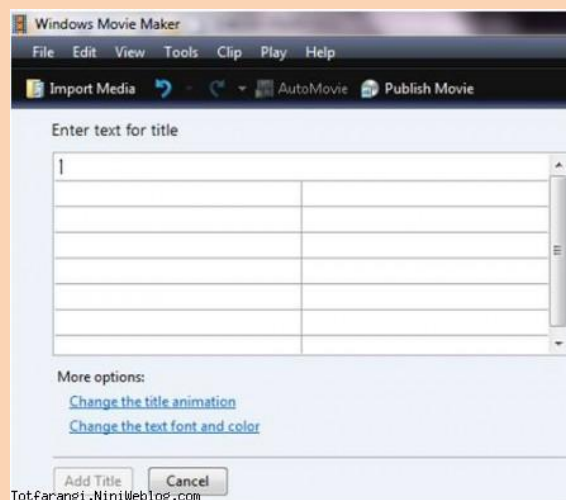 Windows Movie Maker
File Edit View Tools Clip Play Help
Import Media AutoMovie Publish Movie
Enter text for title
More options:
Change the title animation
Change the text font and color
Add Title Cancel
Totfarangi.NiniWeblog.com